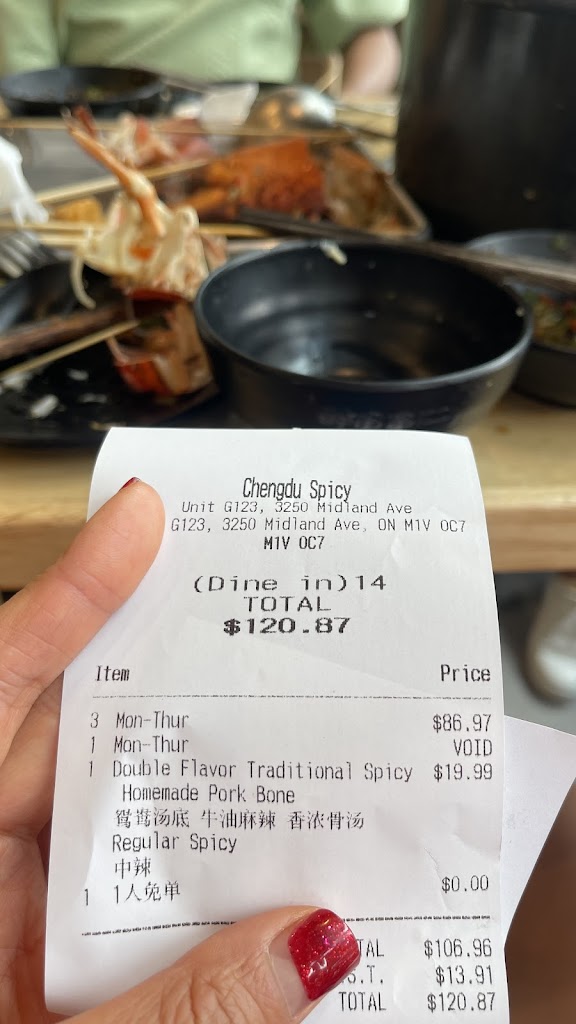 Chengdu Spicy
Unit G123, 3250 Midland Ave
G123, 3250 Midland Ave, ON M1V 0C7
M1V 0C7
(Dine in)14
TOTAL
$120.87
Item Price
3 Mon-Thur $86.97
1 Mon-Thur VOID
1 Double Flavor Traditional Spicy $19.99
Homemade Pork Bone
鸳鸯汤底 牛油麻辣 香浓骨汤
Regular Spicy
中辣
1 1人免单 $0.00
TAL $106.96
.S.T. $13.91
TOTAL $120.87